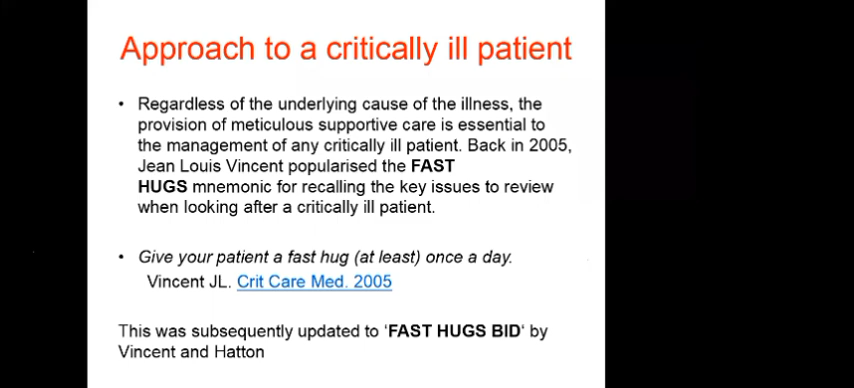 Approach to a critically ill patient
• Regardless of the underlying cause of the illness, the
provision of meticulous supportive care is essential to
the management of any critically ill patient. Back in 2005,
Jean Louis Vincent popularised the FAST
HUGS mnemonic for recalling the key issues to review
when looking after a critically ill patient.
• Give your patient a fast hug (at least) once a day.
Vincent JL. Crit Care Med. 2005
This was subsequently updated to ‘FAST HUGS BID‘ by
Vincent and Hatton